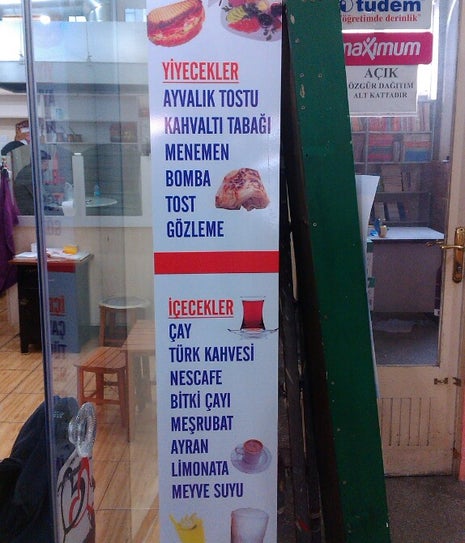 YİYECEKLER
AYVALIK TOSTU
KAHVALTI TABAĞI
MENEMEN
BOMBA
TOST
GÖZLEME
İÇECEKLER
ÇAY
TÜRK KAHVESİ
NESCAFE
BİTKİ ÇAYI
MEŞRUBAT
AYRAN
LİMONATA
MEYVE SUYU
tudem
"öğretimde derinlik"
maximum
AÇIK
ÖZGÜR DAĞITIM
ALT KATTADIR